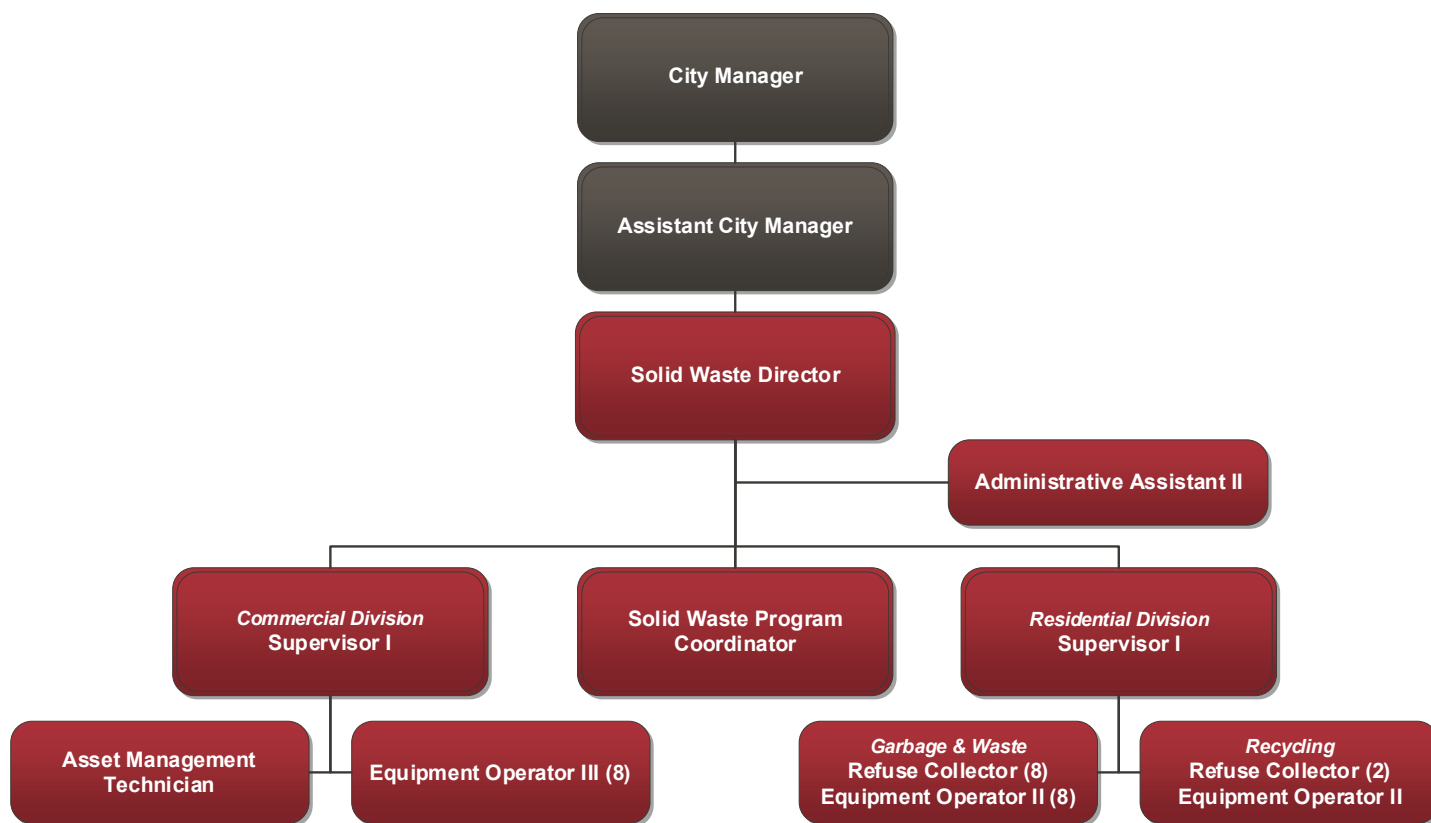 City Manager
Assistant City Manager
Solid Waste Director
Administrative Assistant II
Commercial Division
Supervisor I
Solid Waste Program
Coordinator
Residential Division
Supervisor I
Asset Management
Technician
Equipment Operator III (8)
Garbage & Waste
Refuse Collector (8)
Equipment Operator II (8)
Recycling
Refuse Collector (2)
Equipment Operator II